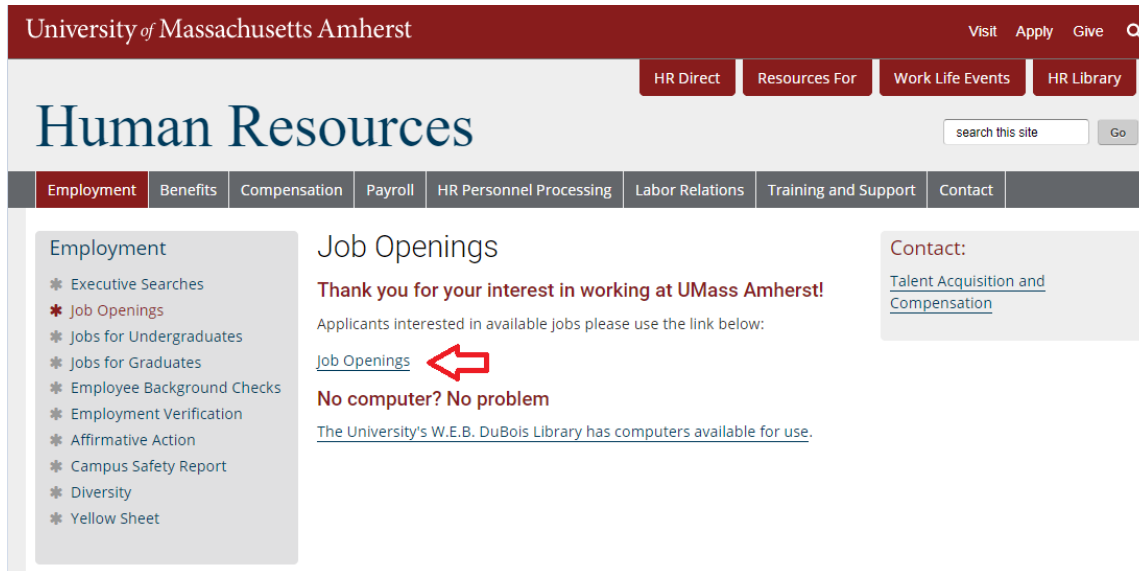 University of Massachusetts Amherst
Visit Apply Give
HR Direct Resources For Work Life Events HR Library
Human Resources
search this site Go
Employment Benefits Compensation Payroll HR Personnel Processing Labor Relations Training and Support Contact
Employment
Executive Searches
Job Openings
Jobs for Undergraduates
Jobs for Graduates
Employee Background Checks
Employment Verification
Affirmative Action
Campus Safety Report
Diversity
Yellow Sheet
Job Openings
Thank you for your interest in working at UMass Amherst!
Applicants interested in available jobs please use the link below:
Job Openings
No computer? No problem
The University's W.E.B. DuBois Library has computers available for use.
Contact:
Talent Acquisition and
Compensation